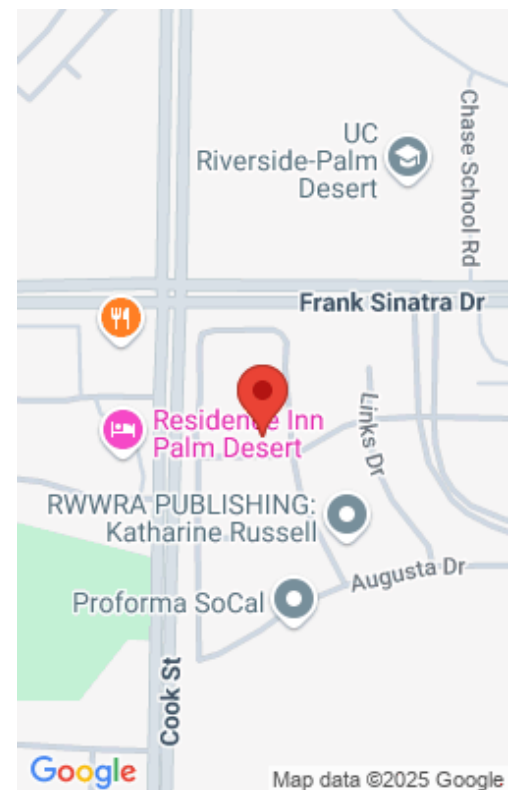 Chase School Rd
UC
Riverside-Palm
Desert
Frank Sinatra Dr
Residence Inn
Palm Desert
Links Dr
RWWRA PUBLISHING:
Katharine Russell
Augusta Dr
Proforma SoCal
Cook St
Google
Map data ©2025 Google